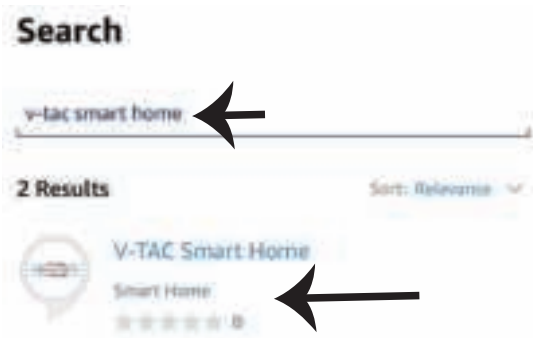 Search
v-tac smart home
2 Results
Sort: Relevance
V-TAC Smart Home
Smart Home
0